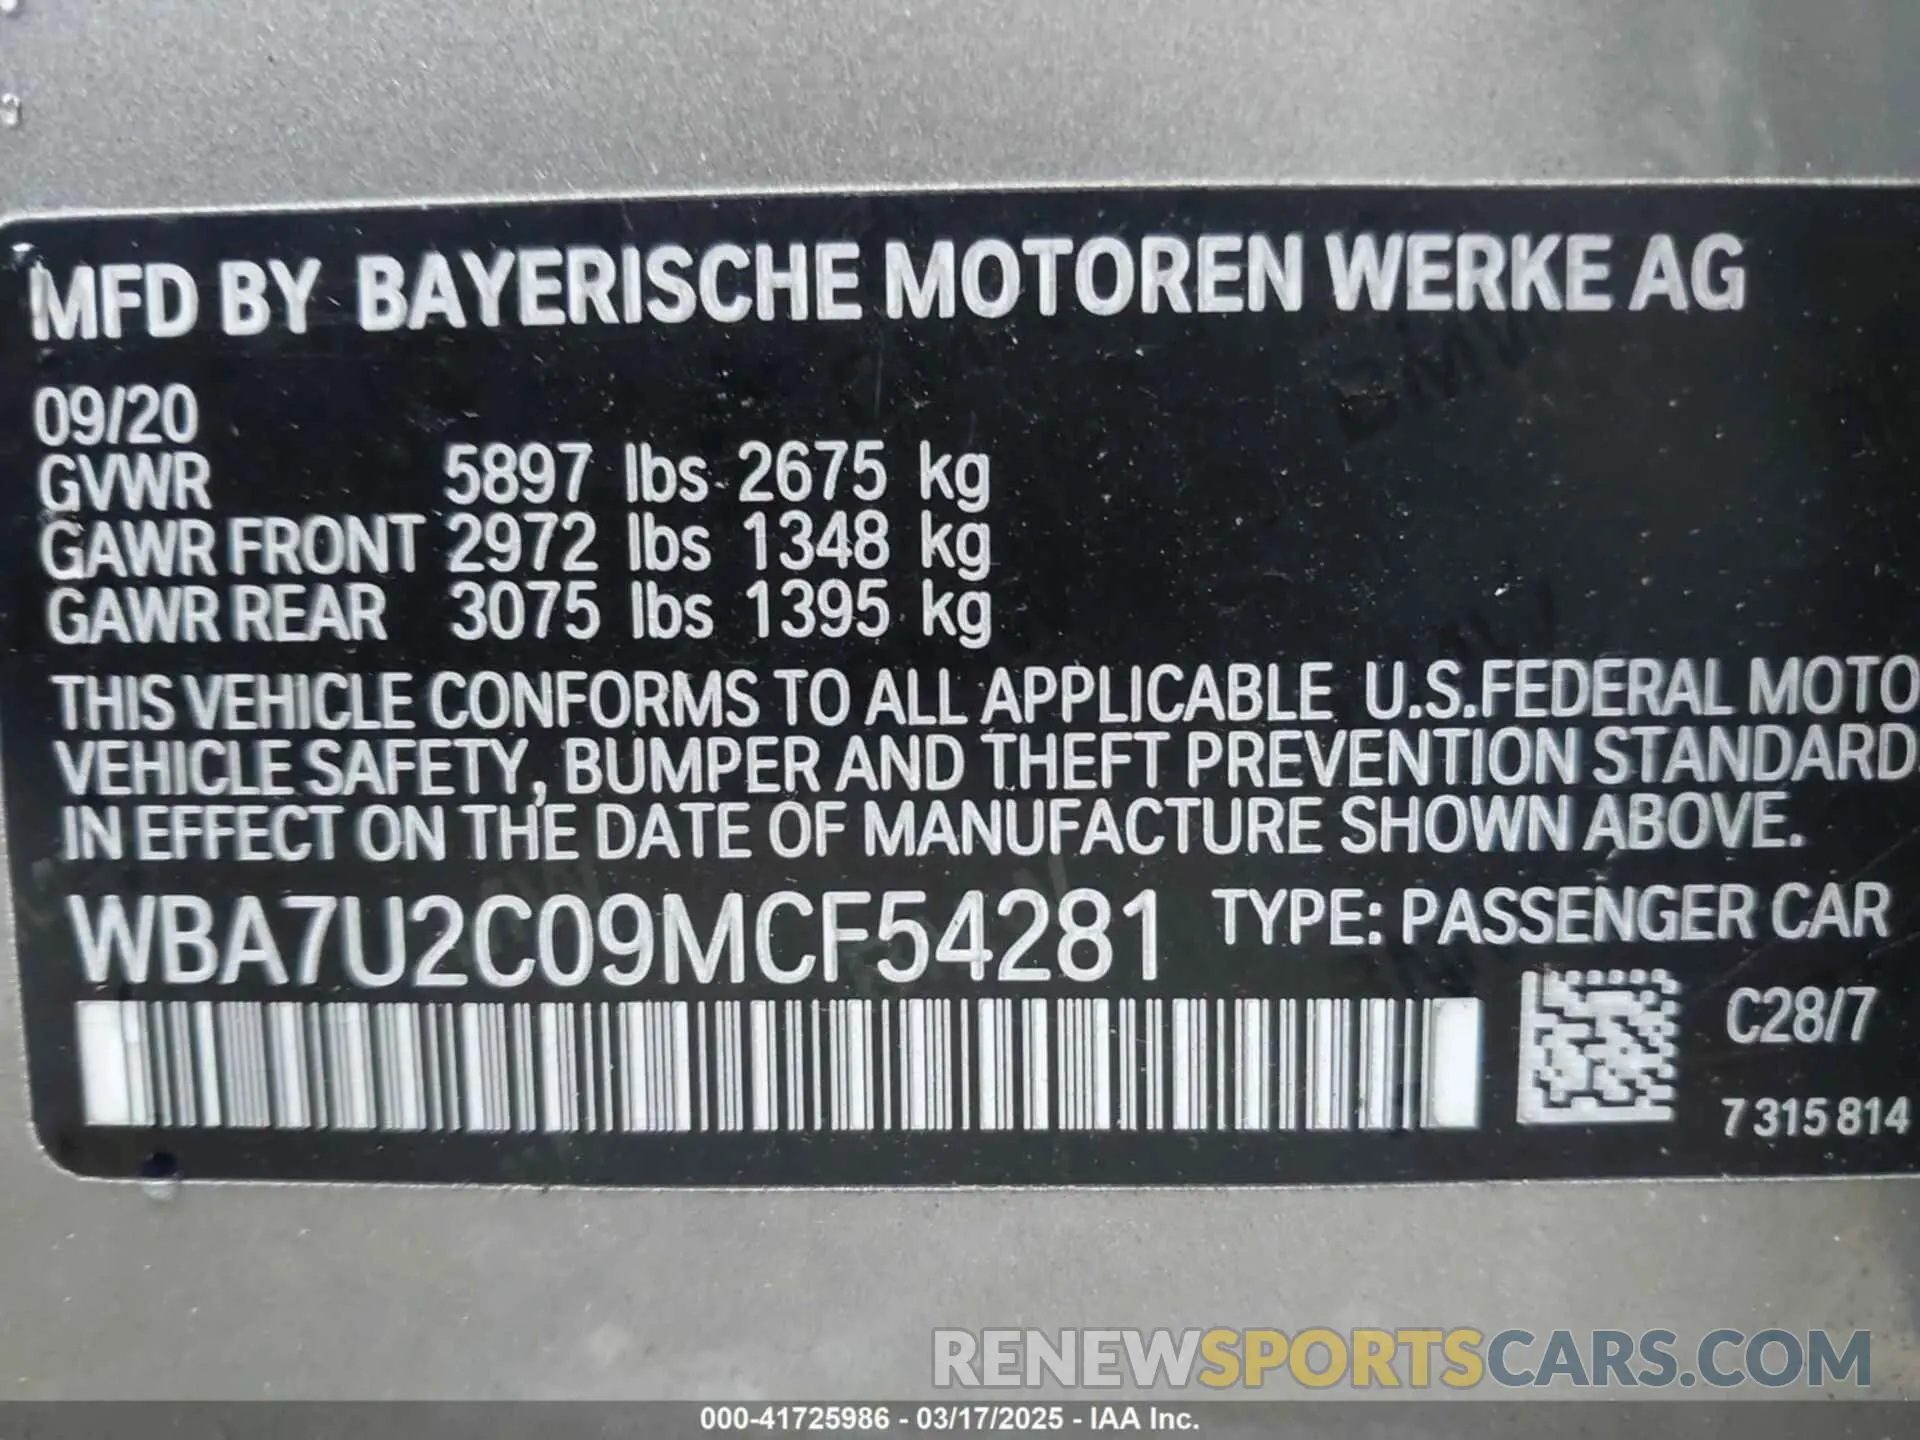 MFD BY BAYERISCHE MOTOREN WERKE AG
09/20
GVWR 5897 lbs 2675 kg
GAWR FRONT 2972 lbs 1348 kg
GAWR REAR 3075 lbs 1395 kg
THIS VEHICLE CONFORMS TO ALL APPLICABLE U.S.FEDERAL MOTO
VEHICLE SAFETY, BUMPER AND THEFT PREVENTION STANDARD
IN EFFECT ON THE DATE OF MANUFACTURE SHOWN ABOVE.
WBA7U2C09MCF54281 TYPE: PASSENGER CAR
C28/7
7 315 814
RENEWSPORTSCARS.COM
000-41725986 - 03/17/2025 - IAA Inc.